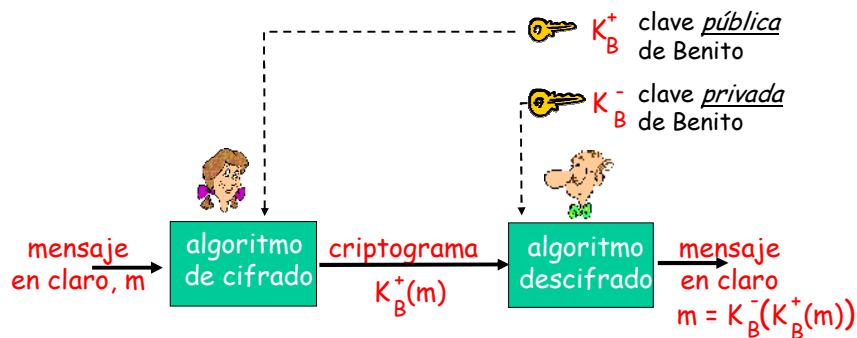 K_B^+ clave pública
de Benito
K_B^- clave privada
de Benito
mensaje
en claro, m
algoritmo
de cifrado
criptograma
K_B^+(m)
algoritmo
descifrado
mensaje
en claro
m = K_B^-(K_B^+(m))